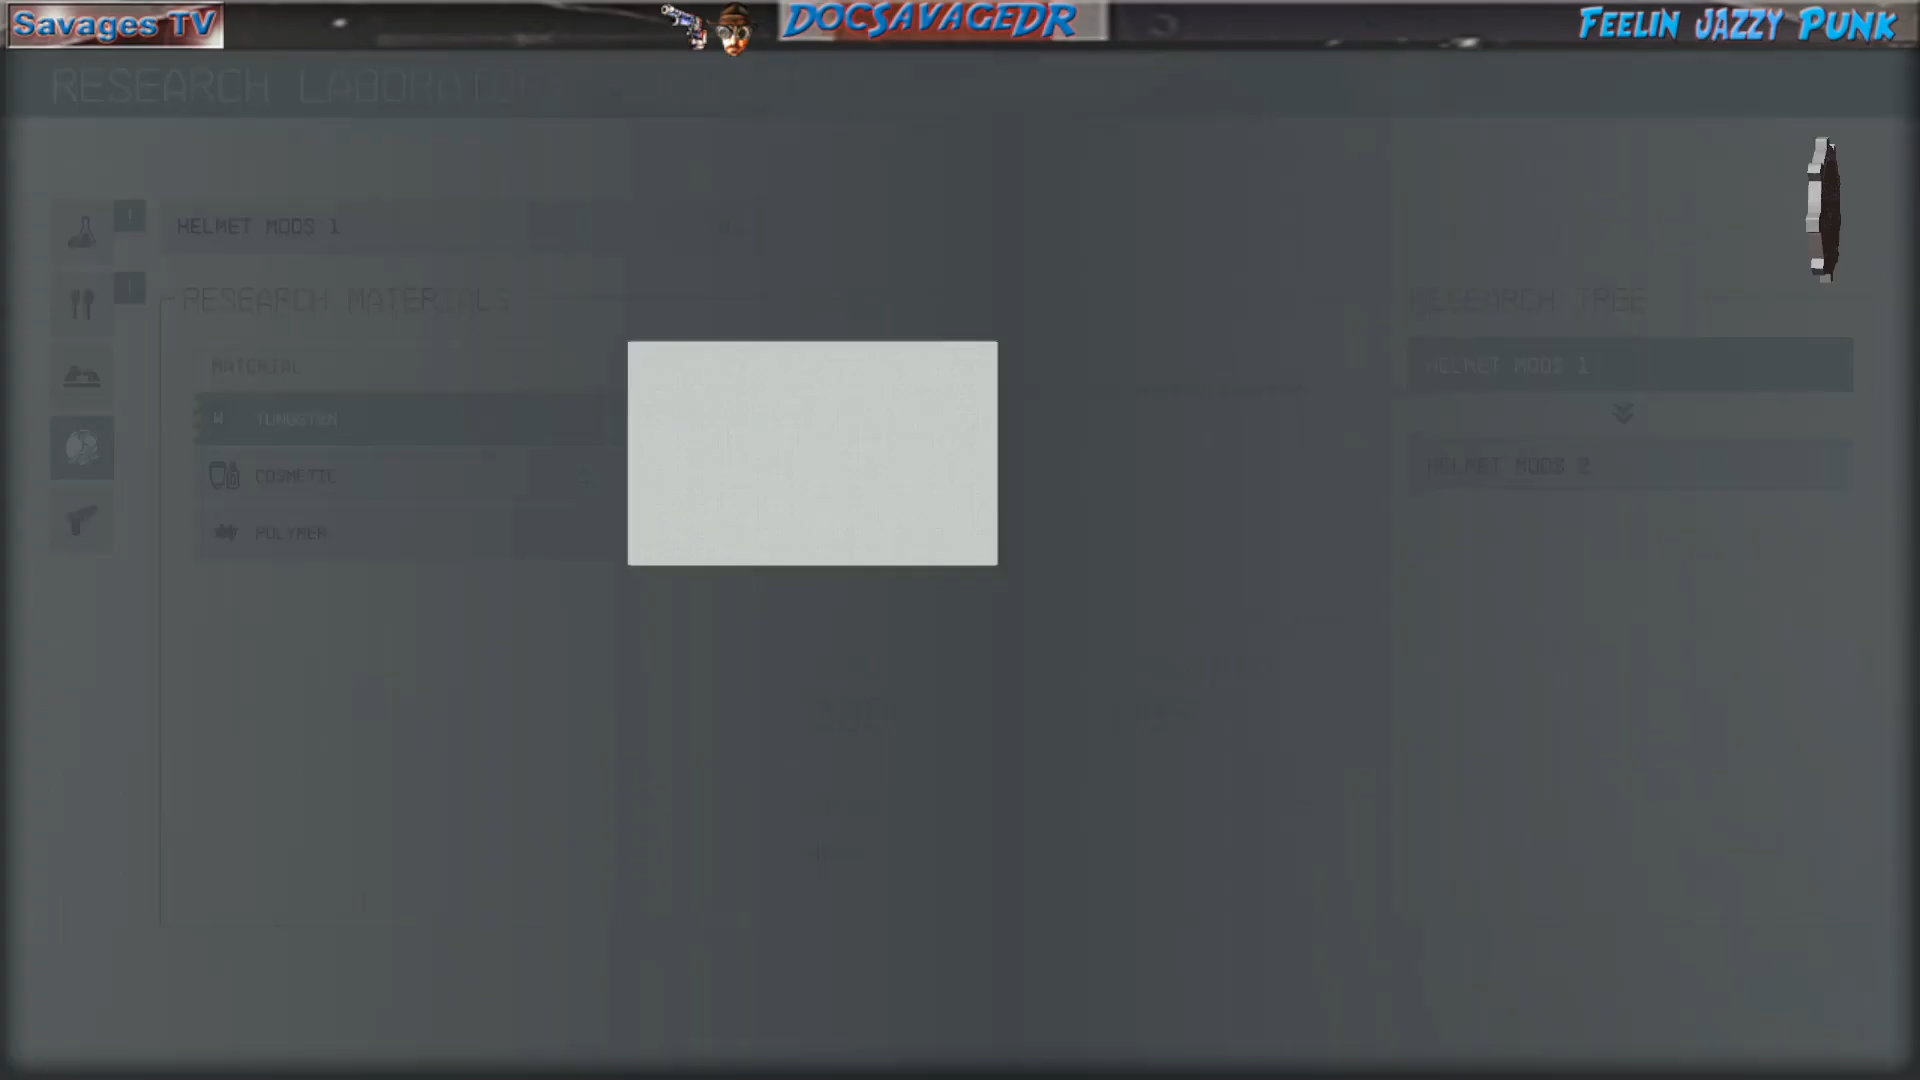 Savages TV
DocSavageDR
Feelin Jazzy Punk
RESEARCH LABORATORY
HELMET MODS 1
RESEARCH MATERIALS
RESEARCH TREE
MATERIAL
HELMET MODS 1
W TUNGSTEN
HELMET MODS 2
COSMETIC
POLYMER